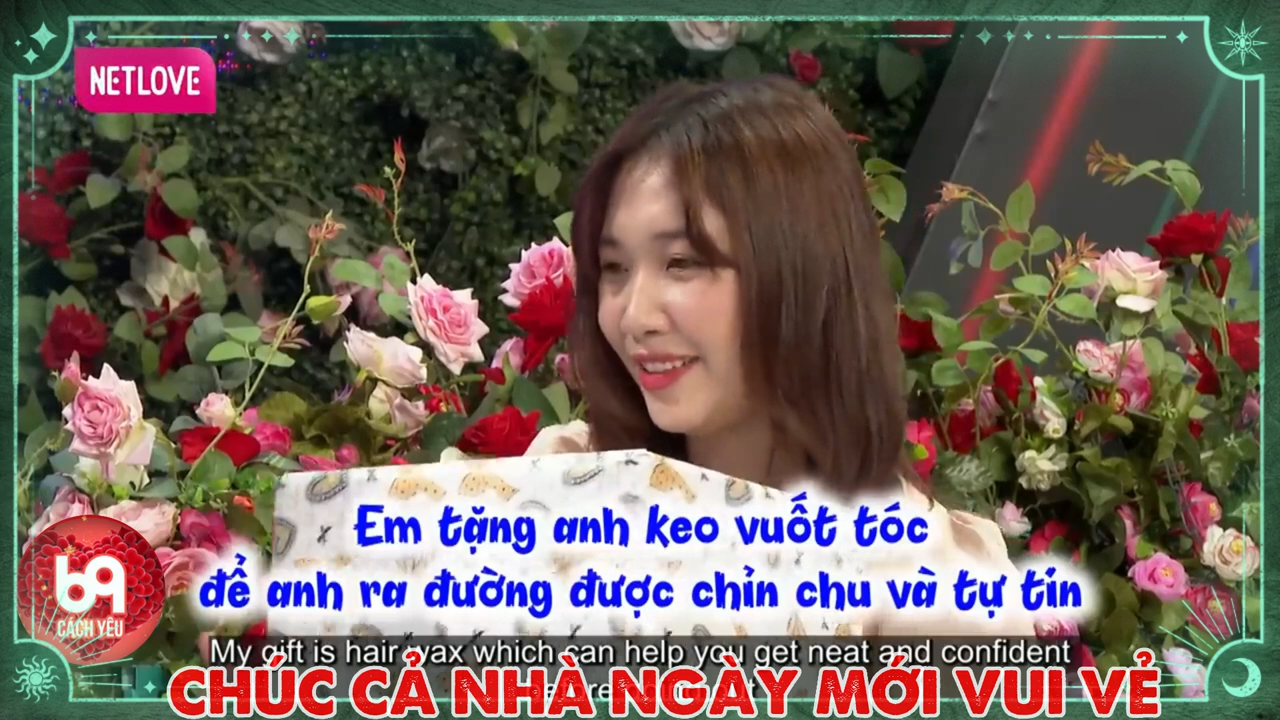 NETLOVE
Em tặng anh keo vuốt tóc
để anh ra đường được chỉn chu và tự tin
69
CÁCH YÊU
My gift is hair wax which can help you get neat and confident
before
CHÚC CẢ NHÀ NGÀY MỚI VUI VẺ